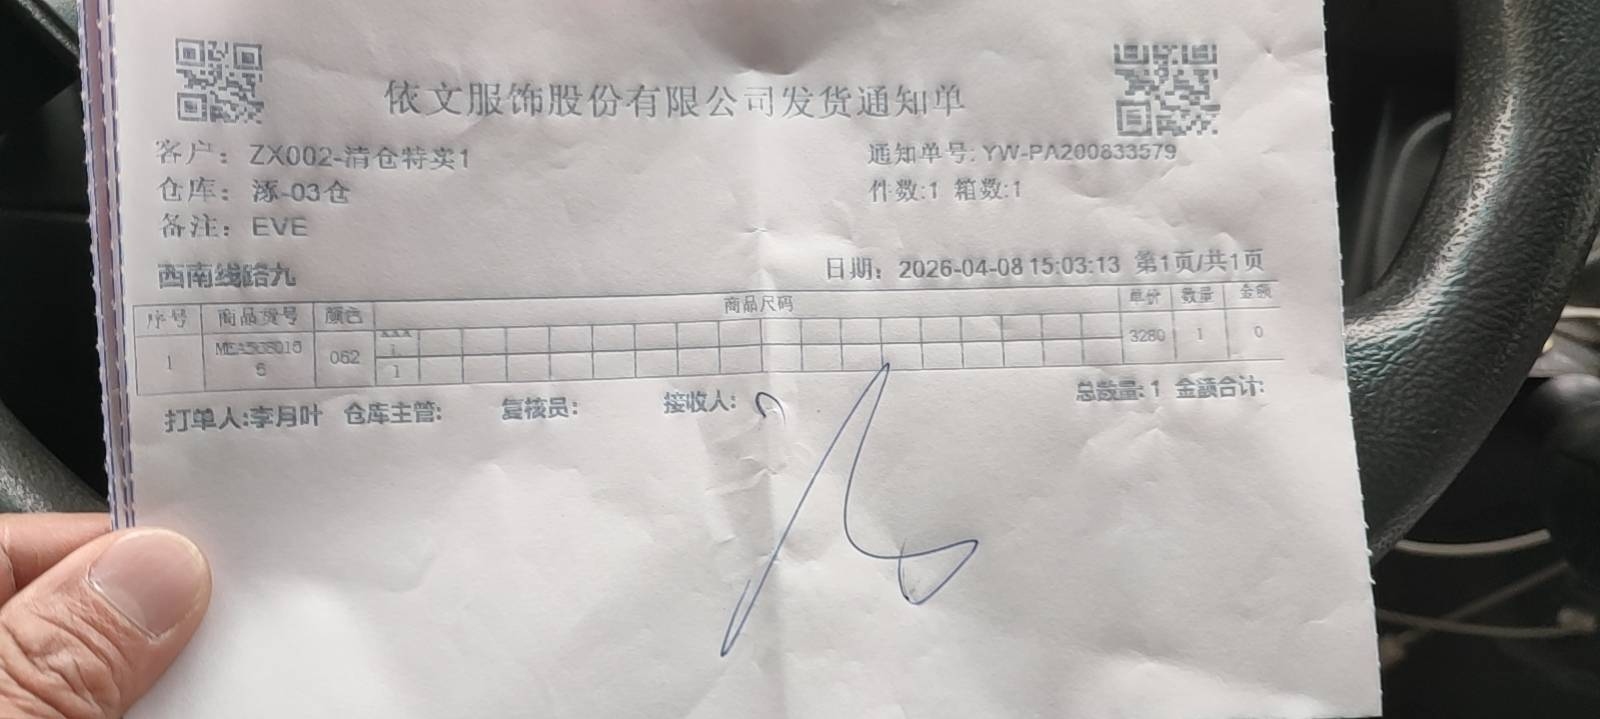 依文服饰股份有限公司发货通知单
客户：ZX002-清仓特卖1
通知单号:YW-PA200833579
仓库：涿-03仓
件数:1 箱数:1
备注：EVE
西南线路九
日期：2026-04-08 15:03:13 第1页/共1页
序号 商品货号 颜色 商品尺码 单价 数量 金额
1 062 3280 1 0
6 1
打单人:李月叶 仓库主管: 复核员: 接收人: 总数量:1 金额合计: